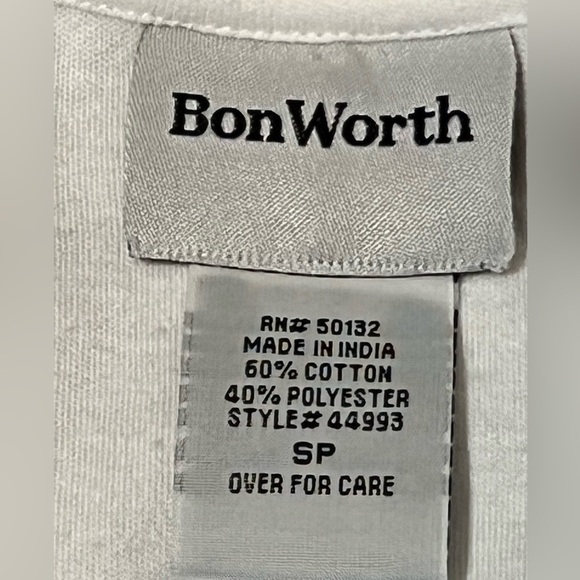 BonWorth
RN# 50132
MADE IN INDIA
60% COTTON
40% POLYESTER
STYLE# 44993
SP
OVER FOR CARE